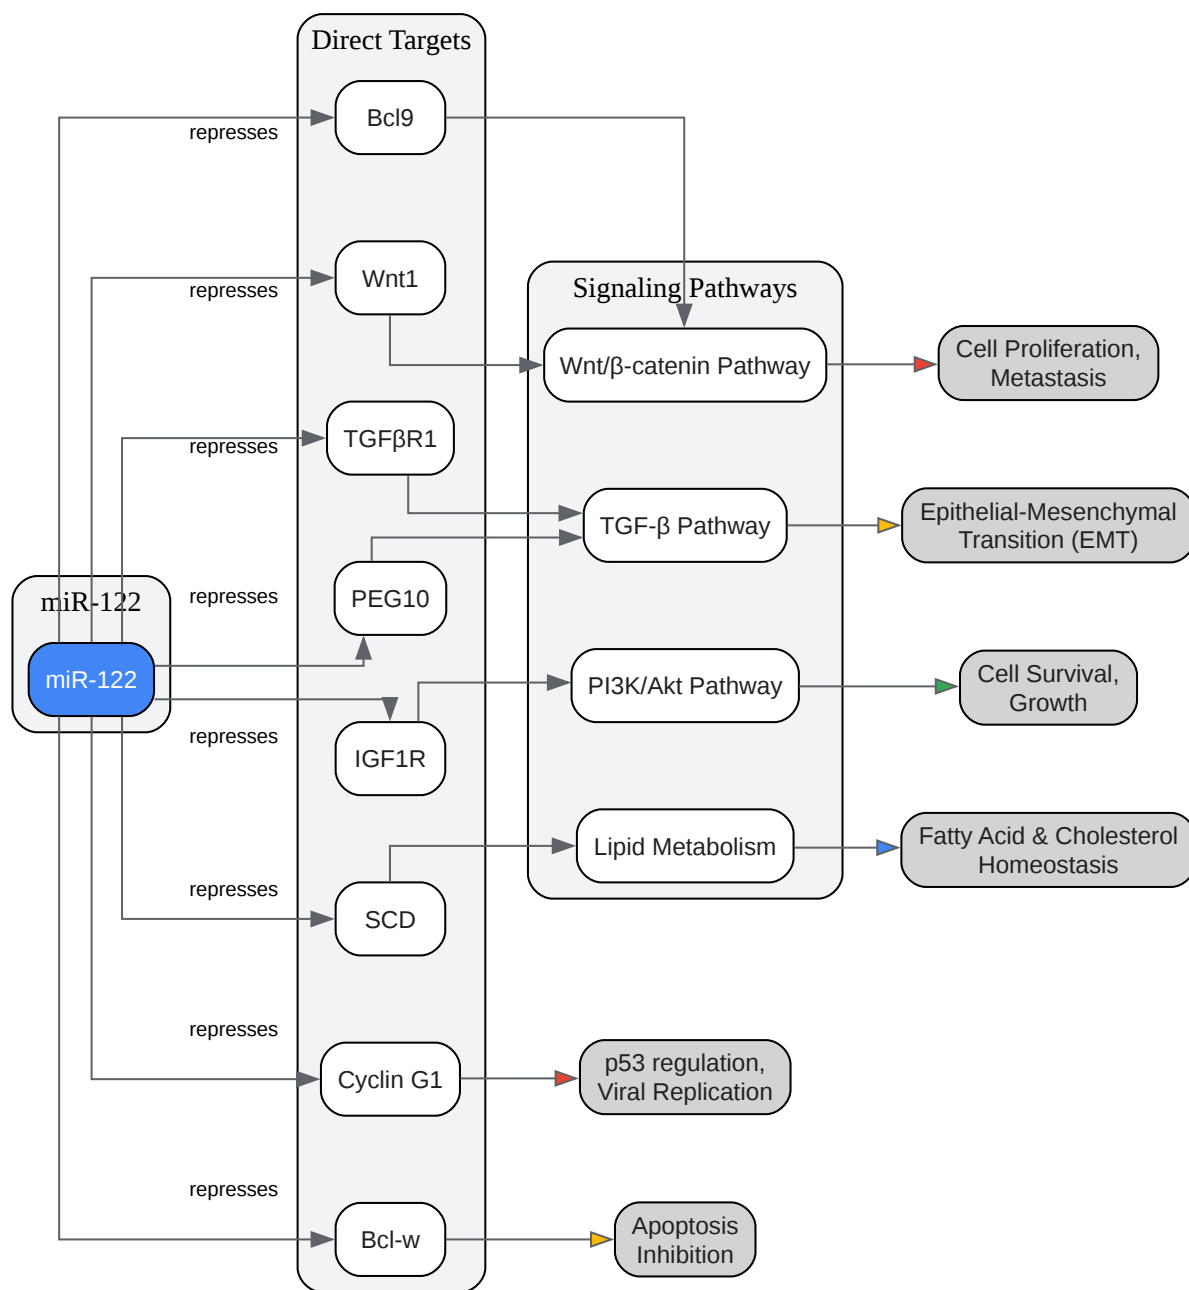 Direct Targets
Bcl9
represses
Wnt1
represses
Signaling Pathways
Wnt/β-catenin Pathway
Cell Proliferation,
Metastasis
TGFβR1
represses
TGF-β Pathway
Epithelial-Mesenchymal
Transition (EMT)
miR-122
represses
PEG10
miR-122
PI3K/Akt Pathway
Cell Survival,
Growth
represses
IGF1R
Lipid Metabolism
Fatty Acid & Cholesterol
Homeostasis
represses
SCD
represses
Cyclin G1
p53 regulation,
Viral Replication
represses
Bcl-w
Apoptosis
Inhibition